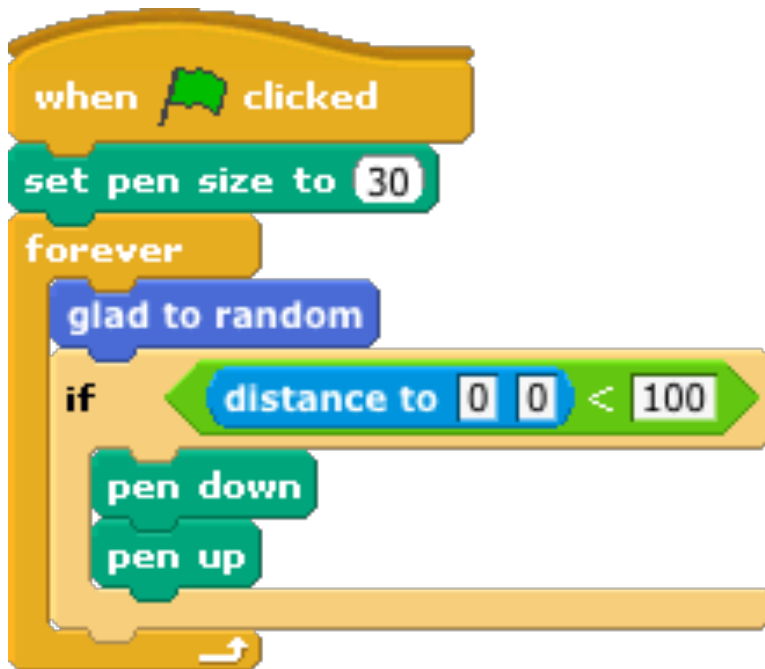 when clicked
set pen size to 30
forever
glad to random
if distance to 0 0 < 100
pen down
pen up